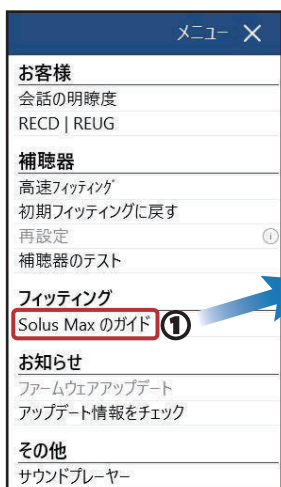 メニュー ×
お客様
会話の明瞭度
RECD | REUG
補聴器
高速フィッティング
初期フィッティングに戻す
再設定
補聴器のテスト
フィッティング
Solus Max のガイド ①
お知らせ
ファームウェアアップデート
アップデート情報をチェック
その他
サウンドプレーヤー